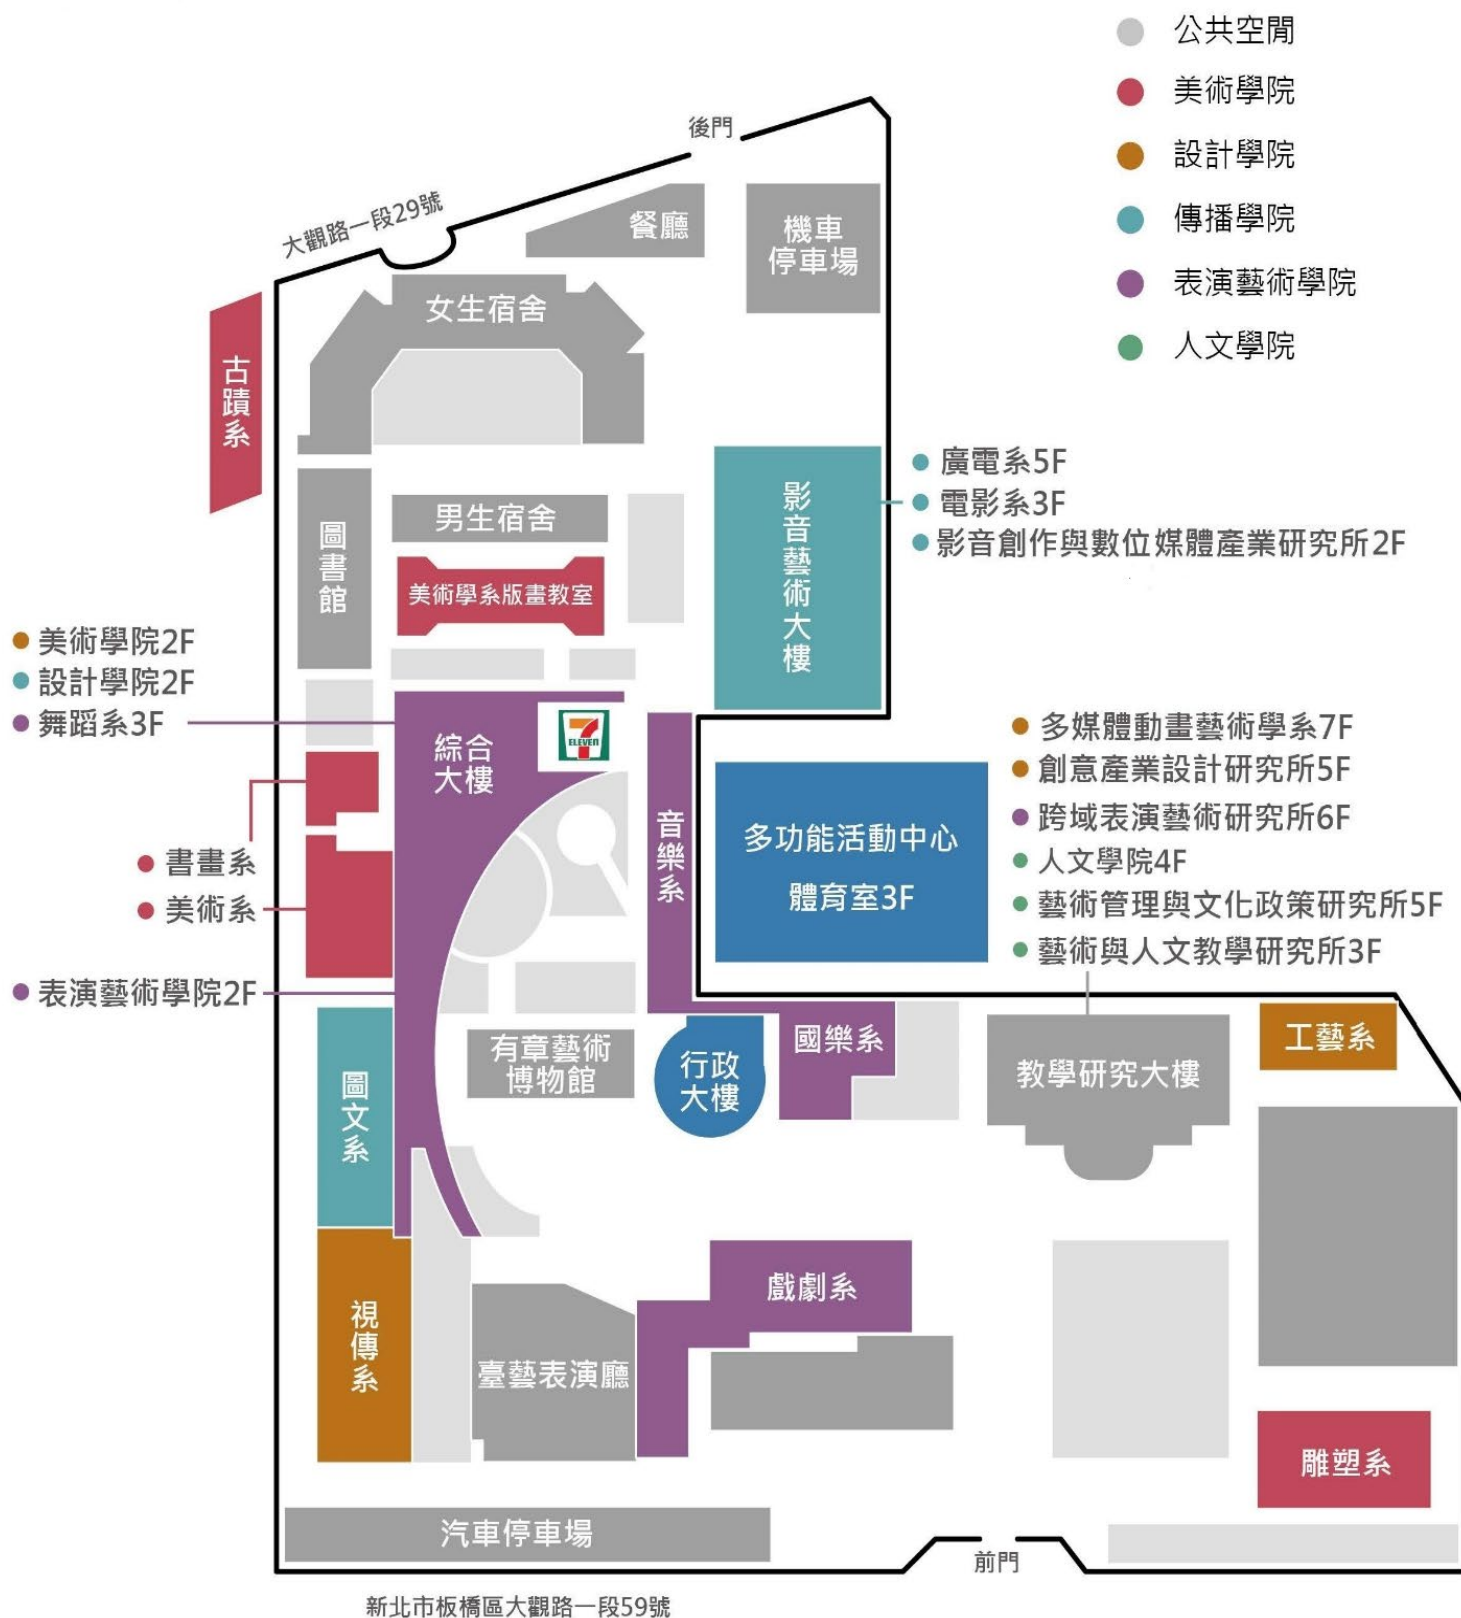 公共空閒
美術學院
設計學院
傳播學院
表演藝術學院
人文學院
後門
大觀路一段29號
餐廳
機車
停車場
女生宿舍
古蹟系
圖書館
男生宿舍
美術學系版畫教室
影音藝術大樓
廣電系5F
電影系3F
影音創作與數位媒體產業研究所2F
美術學院2F
設計學院2F
舞蹈系3F
綜合
大樓
7
ELEVEN
音樂系
多功能活動中心
體育室3F
多媒體動畫藝術學系7F
創意產業設計研究所5F
跨域表演藝術研究所6F
人文學院4F
藝術管理與文化政策研究所5F
藝術與人文教學研究所3F
書畫系
美術系
表演藝術學院2F
圖文系
有章藝術
博物館
行政
大樓
國樂系
教學研究大樓
工藝系
視傳系
臺藝表演廳
戲劇系
雕塑系
汽車停車場
前門
新北市板橋區大觀路一段59號